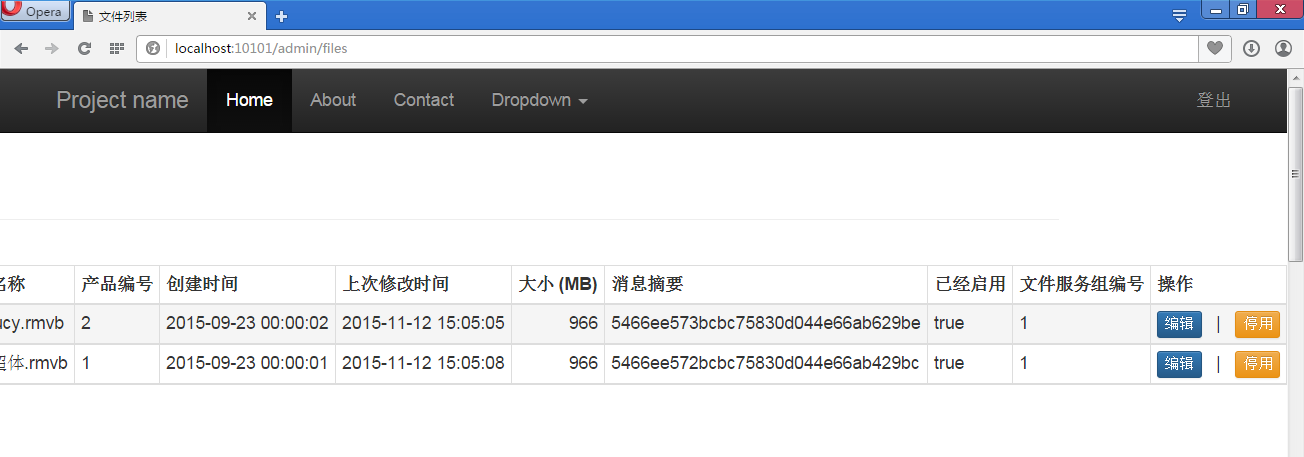 Opera
文件列表
localhost:10101/admin/files
Project name Home About Contact Dropdown 登出
名称 产品编号 创建时间 上次修改时间 大小 (MB) 消息摘要 已经启用 文件服务组编号 操作
ucy.rmvb 2 2015-09-23 00:00:02 2015-11-12 15:05:05 966 5466ee573bcbc75830d044e66ab629be true 1 编辑 | 停用
超体.rmvb 1 2015-09-23 00:00:01 2015-11-12 15:05:08 966 5466ee572bcbc75830d044e66ab429bc true 1 编辑 | 停用